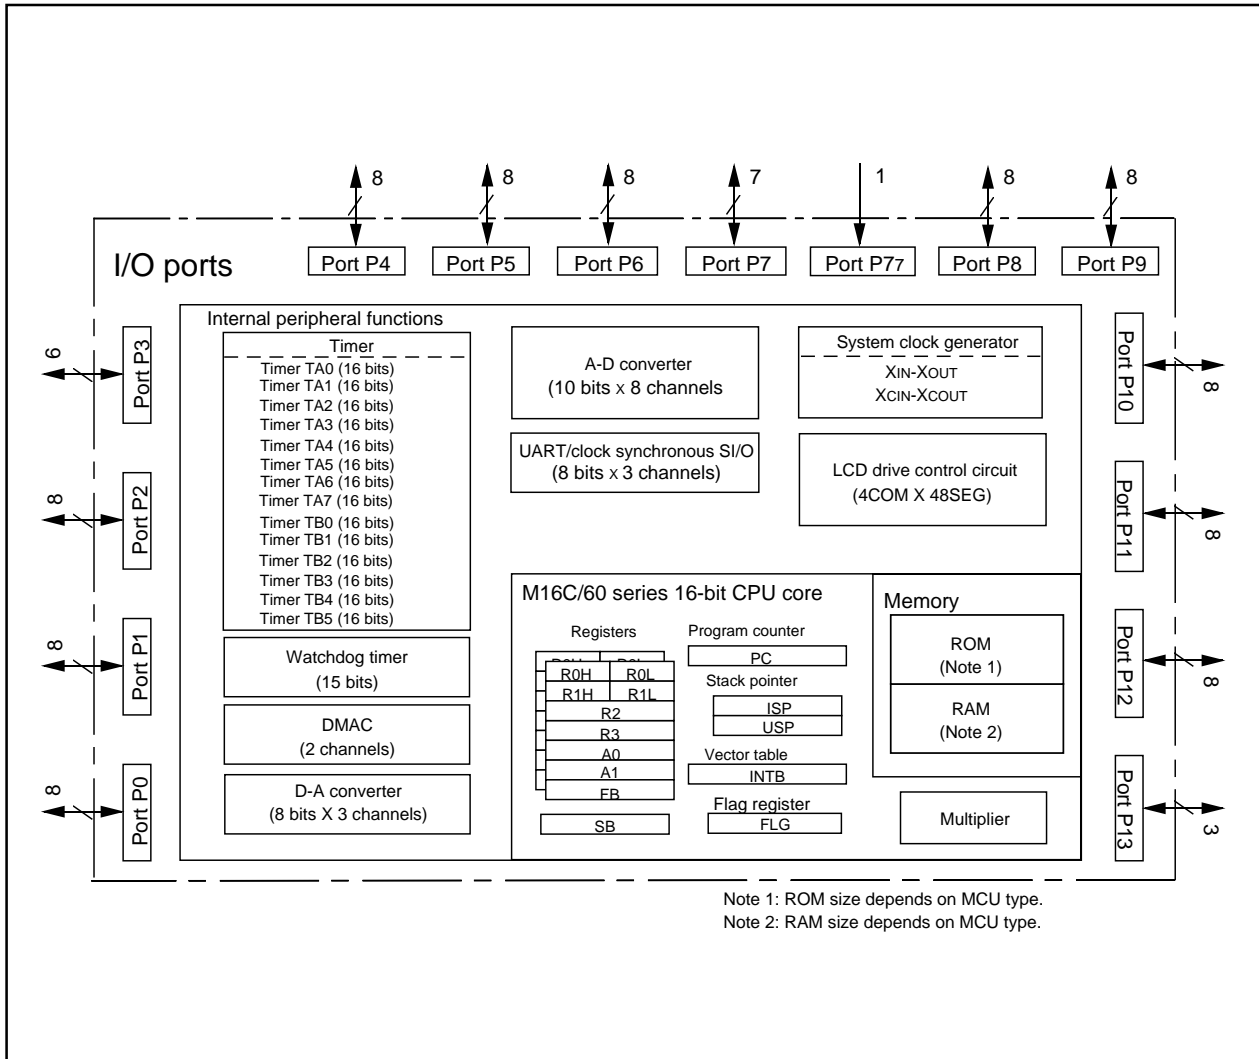 8
8
8
7
1
8
8
I/O ports
Port P4
Port P5
Port P6
Port P7
Port P77
Port P8
Port P9
6
Port P3
8
Port P2
8
Port P1
8
Port P0
Internal peripheral functions
Timer
Timer TA0 (16 bits)
Timer TA1 (16 bits)
Timer TA2 (16 bits)
Timer TA3 (16 bits)
Timer TA4 (16 bits)
Timer TA5 (16 bits)
Timer TA6 (16 bits)
Timer TA7 (16 bits)
Timer TB0 (16 bits)
Timer TB1 (16 bits)
Timer TB2 (16 bits)
Timer TB3 (16 bits)
Timer TB4 (16 bits)
Timer TB5 (16 bits)
Watchdog timer
(15 bits)
DMAC
(2 channels)
D-A converter
(8 bits X 3 channels)
A-D converter
(10 bits x 8 channels
UART/clock synchronous SI/O
(8 bits x 3 channels)
System clock generator
XIN-XOUT
XCIN-XCOUT
LCD drive control circuit
(4COM X 48SEG)
M16C/60 series 16-bit CPU core
Registers
R0H R0L
R1H R1L
R2
R3
A0
A1
FB
SB
Program counter
PC
Stack pointer
ISP
USP
Vector table
INTB
Flag register
FLG
Memory
ROM
(Note 1)
RAM
(Note 2)
Multiplier
Port P10
8
Port P11
8
Port P12
8
Port P13
3
Note 1: ROM size depends on MCU type.
Note 2: RAM size depends on MCU type.